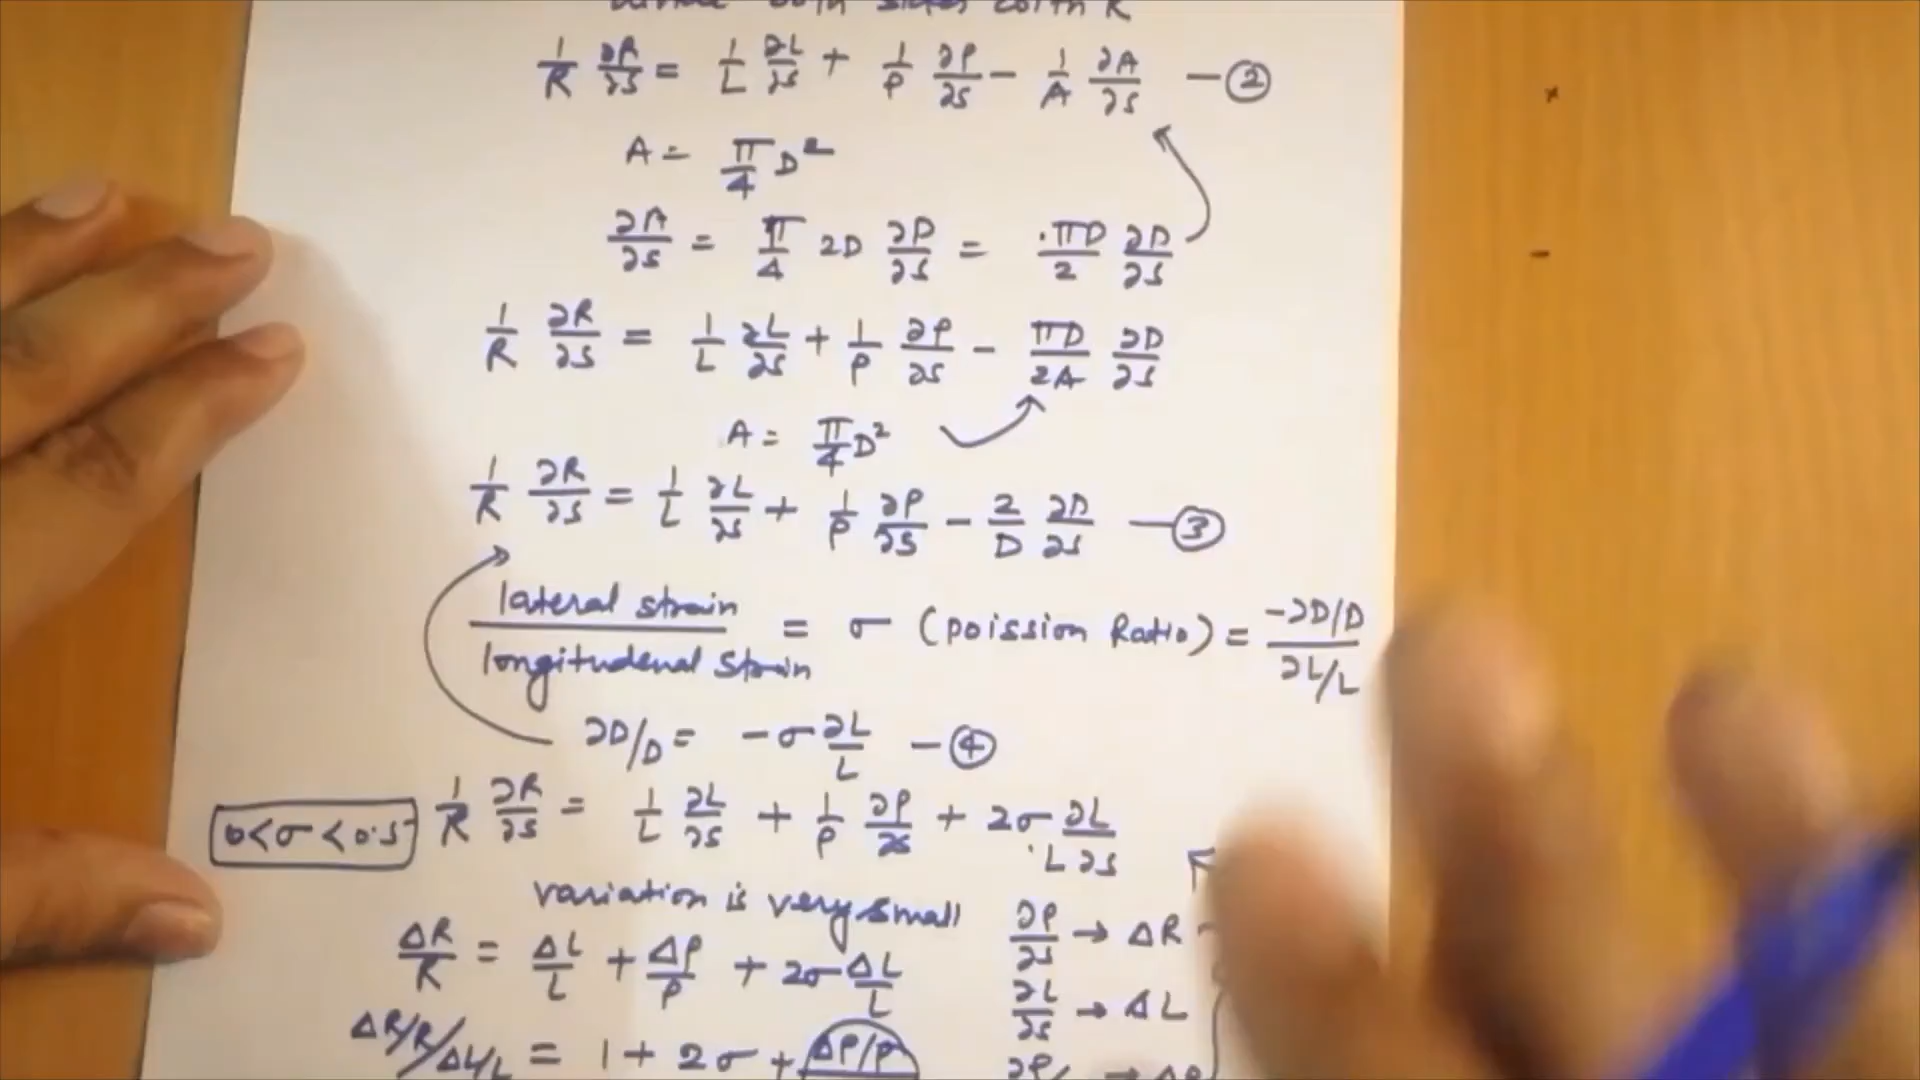 1/R ∂R/∂s = 1/L ∂L/∂s + 1/ρ ∂ρ/∂s - 1/A ∂A/∂s - ②
A = π/4 D²
∂A/∂s = π/4 2D ∂D/∂s = πD/2 ∂D/∂s
1/R ∂R/∂s = 1/L ∂L/∂s + 1/ρ ∂ρ/∂s - πD/2A ∂D/∂s
A = π/4 D²
1/R ∂R/∂s = 1/L ∂L/∂s + 1/ρ ∂ρ/∂s - 2/D ∂D/∂s - ③
lateral strain / longitudenal strain = σ (poission Ratio) = -∂D/D / ∂L/L
∂D/D = -σ ∂L/L - ④
0<σ<0.5 1/R ∂R/∂s = 1/L ∂L/∂s + 1/ρ ∂ρ/∂s + 2σ ∂L/L∂s
variation is very small
∂ρ/∂s → ΔR
ΔR/R = ΔL/L + Δρ/ρ + 2σ ΔL/L
∂L/∂s → ΔL
ΔR/R/ΔL/L = 1 + 2σ + Δρ/ρ